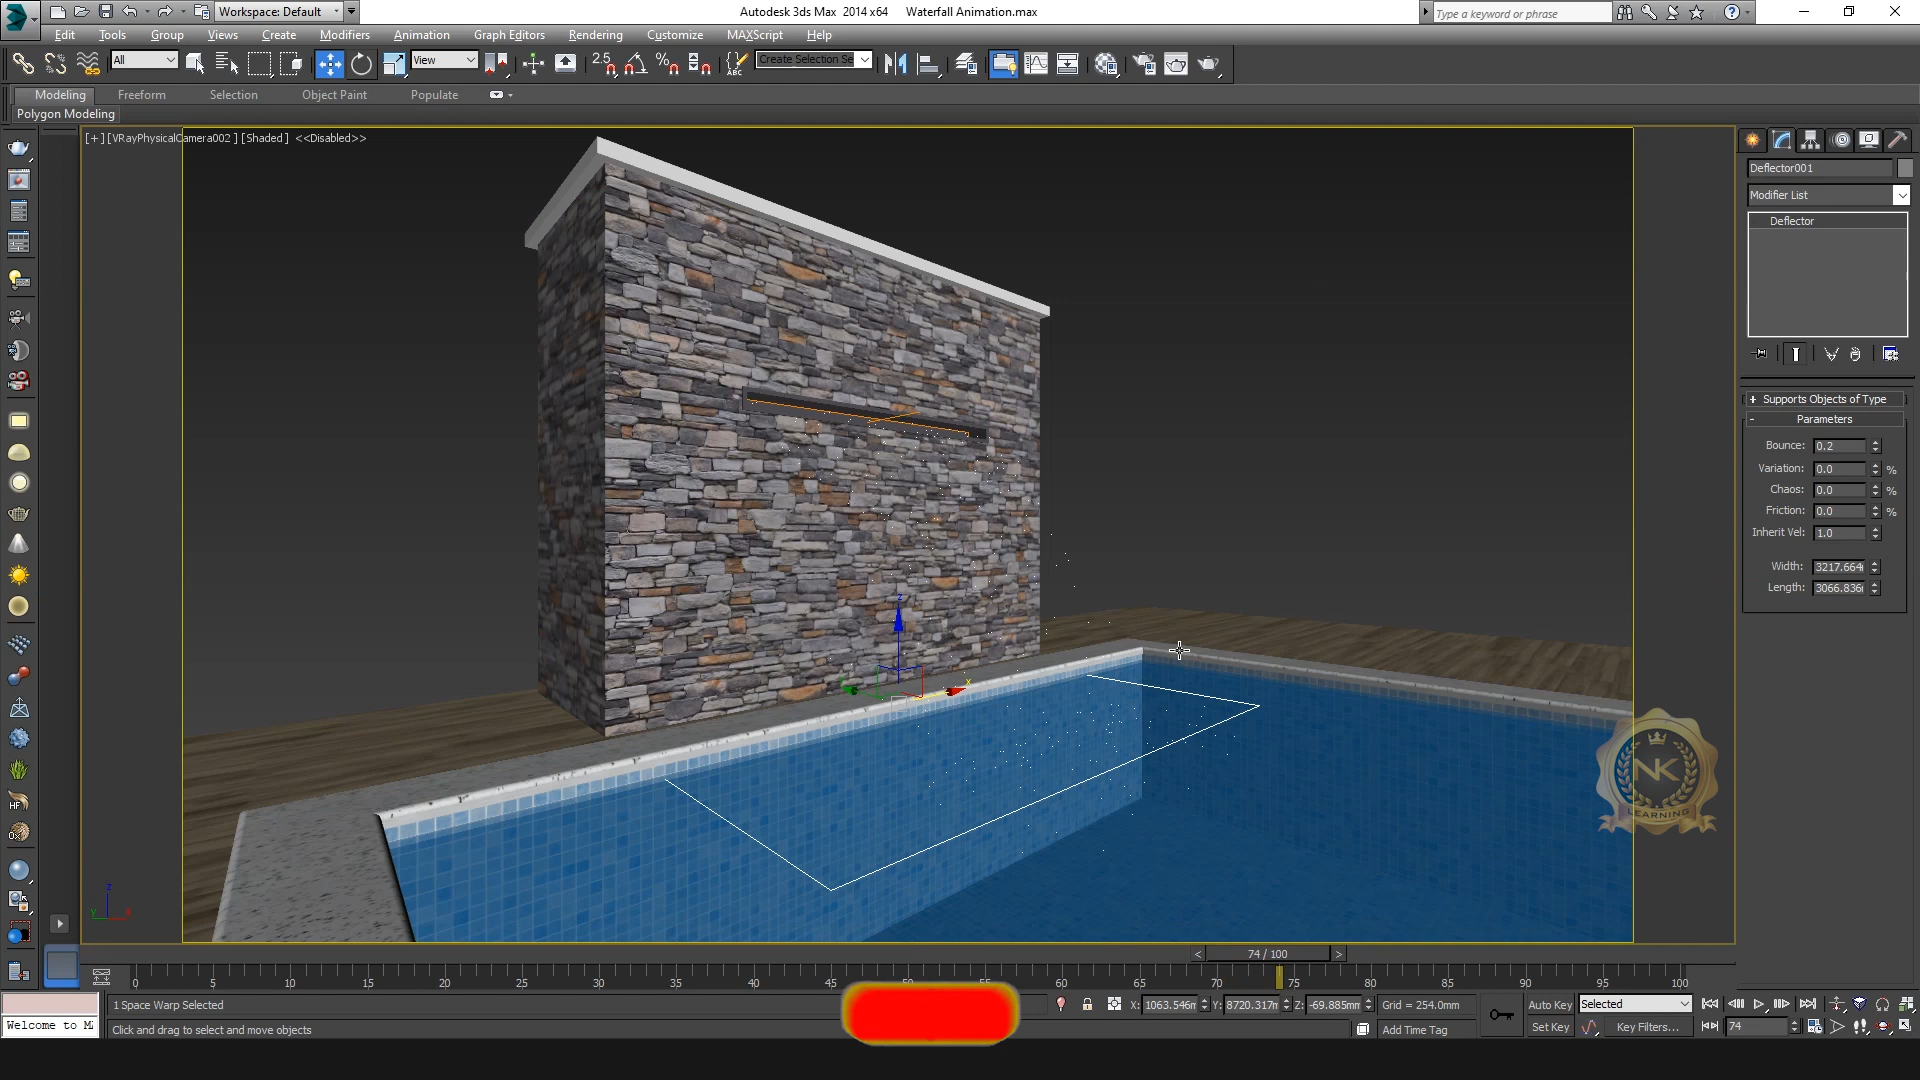 Workspace: Default
Autodesk 3ds Max 2014 x64 Waterfall Animation.max
Type a keyword or phrase
Edit Tools Group Views Create Modifiers Animation Graph Editors Rendering Customize MAXScript Help
All
View
2.5
Create Selection Se
Modeling Freeform Selection Object Paint Populate
Polygon Modeling
[+] [VRayPhysicalCamera002 ] [Shaded ] <<Disabled>>
Deflector001
Modifier List
Deflector
+ Supports Objects of Type
- Parameters
Bounce: 0.2
Variation: 0.0 %
Chaos: 0.0 %
Friction: 0.0 %
Inherit Vel: 1.0
Width: 3217.664
Length: 3066.836
z
x
NK
LEARNING
z
y x
< 74 / 100 >
0 5 10 15 20 25 30 35 40 45 50 55 60 65 70 75 80 85 90 95 100
1 Space Warp Selected
X: 1063.546m Y: 8720.317m Z: -69.885mm Grid = 254.0mm
Auto Key Selected
Welcome to M
Click and drag to select and move objects
Add Time Tag
Set Key Key Filters... 74